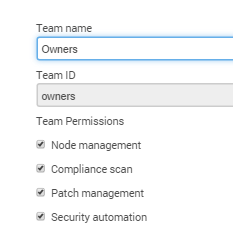 Team name
Owners
Team ID
owners
Team Permissions
Node management
Compliance scan
Patch management
Security automation